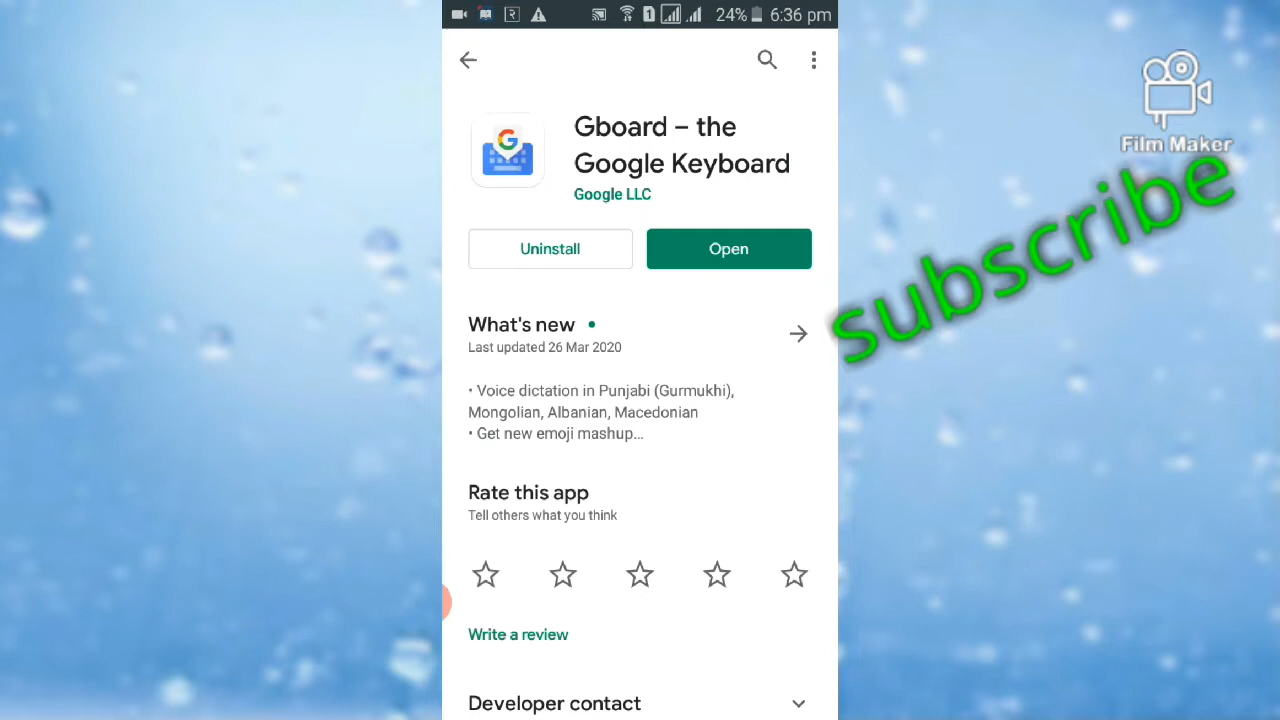 1 24% 6:36 pm
Gboard – the
Google Keyboard
Google LLC
Uninstall
Open
What's new
Last updated 26 Mar 2020
• Voice dictation in Punjabi (Gurmukhi),
Mongolian, Albanian, Macedonian
• Get new emoji mashup...
Rate this app
Tell others what you think
Write a review
Developer contact
Film Maker
subscribe